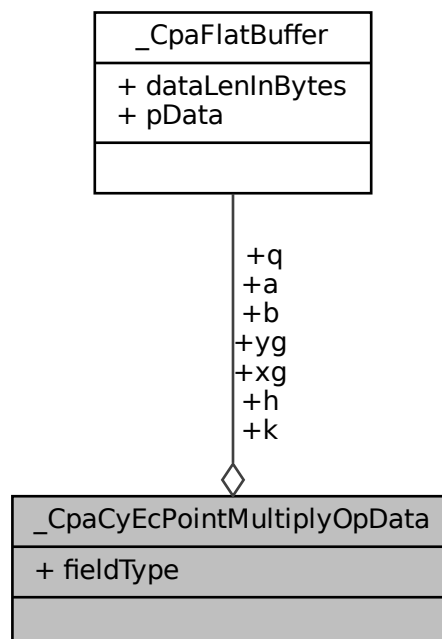 _CpaFlatBuffer
+ dataLenInBytes
+ pData
+q
+a
+b
+yg
+xg
+h
+k
_CpaCyEcPointMultiplyOpData
+ fieldType